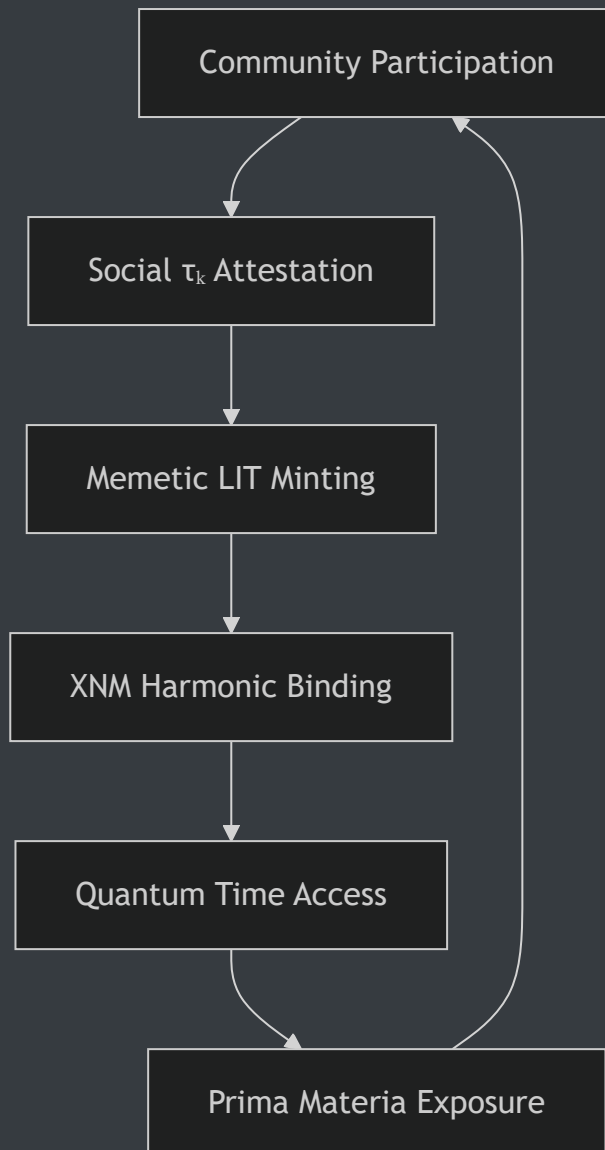 Community Participation
Social τₖ Attestation
Memetic LIT Minting
XNM Harmonic Binding
Quantum Time Access
Prima Materia Exposure